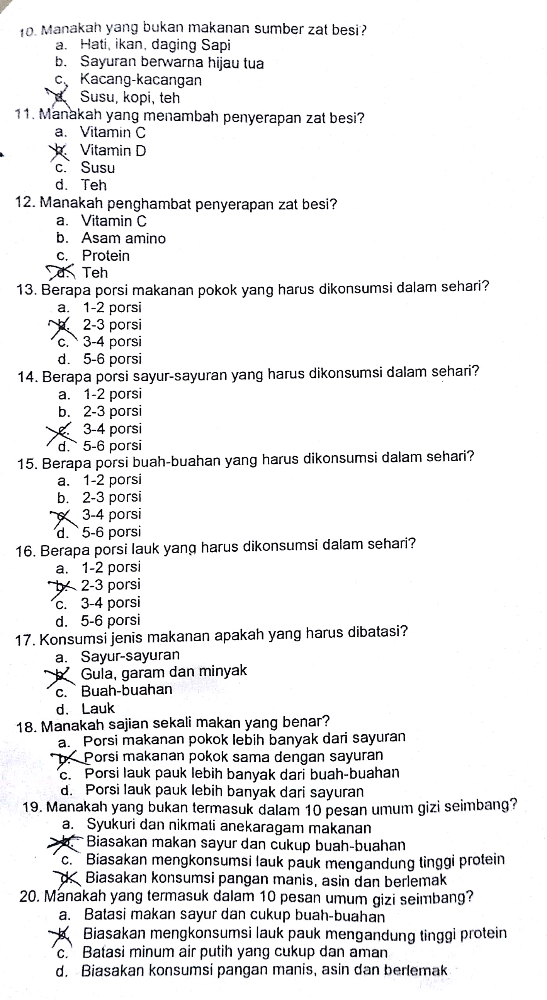 10. Manakah yang bukan makanan sumber zat besi?
a. Hati, ikan, daging Sapi
b. Sayuran berwarna hijau tua
c. Kacang-kacangan
d. Susu, kopi, teh
11. Manakah yang menambah penyerapan zat besi?
a. Vitamin C
b. Vitamin D
c. Susu
d. Teh
12. Manakah penghambat penyerapan zat besi?
a. Vitamin C
b. Asam amino
c. Protein
d. Teh
13. Berapa porsi makanan pokok yang harus dikonsumsi dalam sehari?
a. 1-2 porsi
b. 2-3 porsi
c. 3-4 porsi
d. 5-6 porsi
14. Berapa porsi sayur-sayuran yang harus dikonsumsi dalam sehari?
a. 1-2 porsi
b. 2-3 porsi
c. 3-4 porsi
d. 5-6 porsi
15. Berapa porsi buah-buahan yang harus dikonsumsi dalam sehari?
a. 1-2 porsi
b. 2-3 porsi
c. 3-4 porsi
d. 5-6 porsi
16. Berapa porsi lauk yang harus dikonsumsi dalam sehari?
a. 1-2 porsi
b. 2-3 porsi
c. 3-4 porsi
d. 5-6 porsi
17. Konsumsi jenis makanan apakah yang harus dibatasi?
a. Sayur-sayuran
b. Gula, garam dan minyak
c. Buah-buahan
d. Lauk
18. Manakah sajian sekali makan yang benar?
a. Porsi makanan pokok lebih banyak dari sayuran
b. Porsi makanan pokok sama dengan sayuran
c. Porsi lauk pauk lebih banyak dari buah-buahan
d. Porsi lauk pauk lebih banyak dari sayuran
19. Manakah yang bukan termasuk dalam 10 pesan umum gizi seimbang?
a. Syukuri dan nikmati anekaragam makanan
b. Biasakan makan sayur dan cukup buah-buahan
c. Biasakan mengkonsumsi lauk pauk mengandung tinggi protein
d. Biasakan konsumsi pangan manis, asin dan berlemak
20. Manakah yang termasuk dalam 10 pesan umum gizi seimbang?
a. Batasi makan sayur dan cukup buah-buahan
b. Biasakan mengkonsumsi lauk pauk mengandung tinggi protein
c. Batasi minum air putih yang cukup dan aman
d. Biasakan konsumsi pangan manis, asin dan berlemak